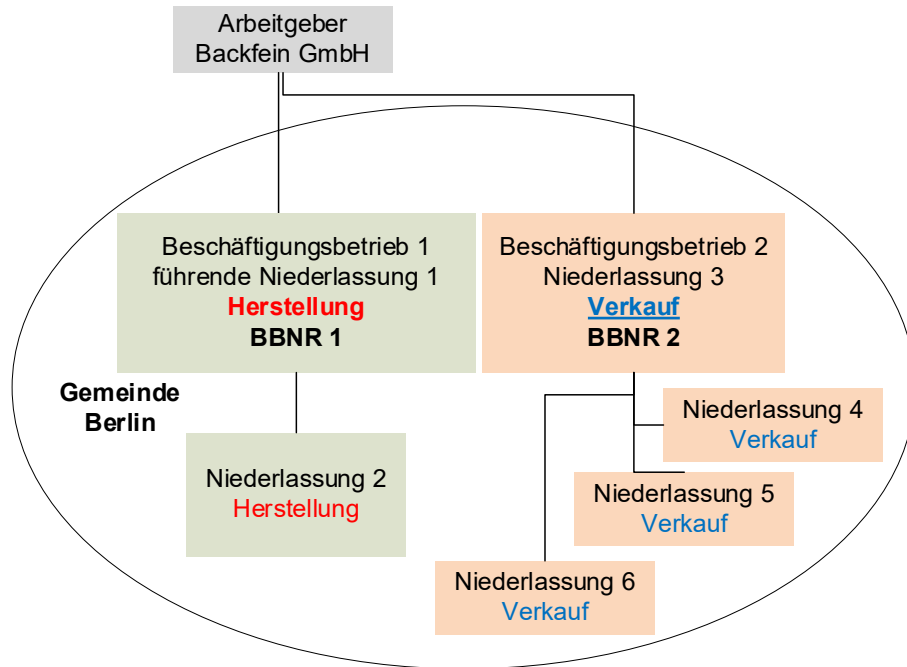 Arbeitgeber
Backfein GmbH
Beschäftigungsbetrieb 1
führende Niederlassung 1
Herstellung
BBNR 1
Beschäftigungsbetrieb 2
Niederlassung 3
Verkauf
BBNR 2
Gemeinde
Berlin
Niederlassung 2
Herstellung
Niederlassung 4
Verkauf
Niederlassung 5
Verkauf
Niederlassung 6
Verkauf